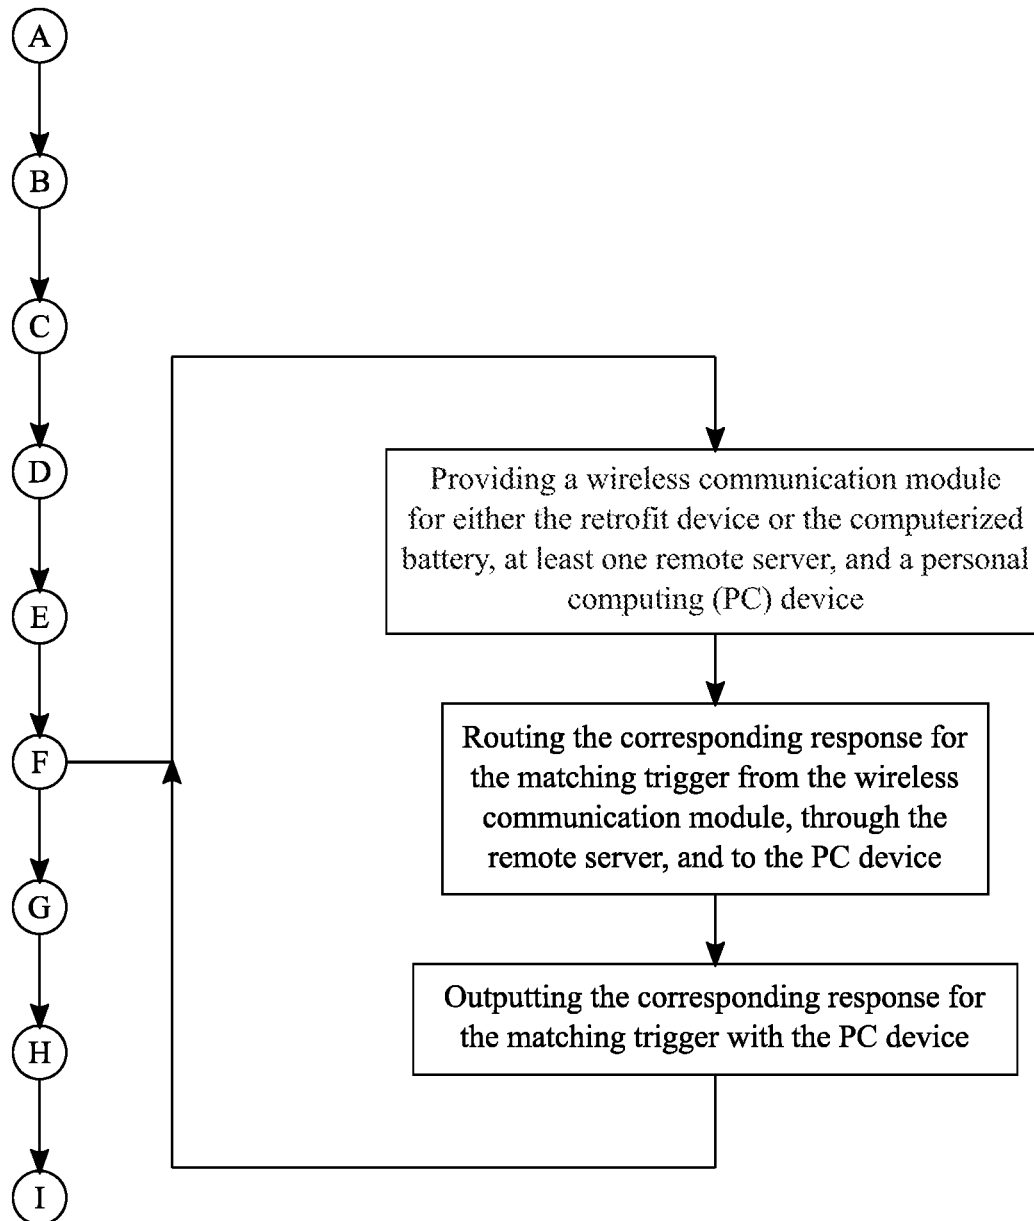 A
B
C
D
E
F
G
H
I
Providing a wireless communication module
for either the retrofit device or the computerized
battery, at least one remote server, and a personal
computing (PC) device
Routing the corresponding response for
the matching trigger from the wireless
communication module, through the
remote server, and to the PC device
Outputting the corresponding response for
the matching trigger with the PC device